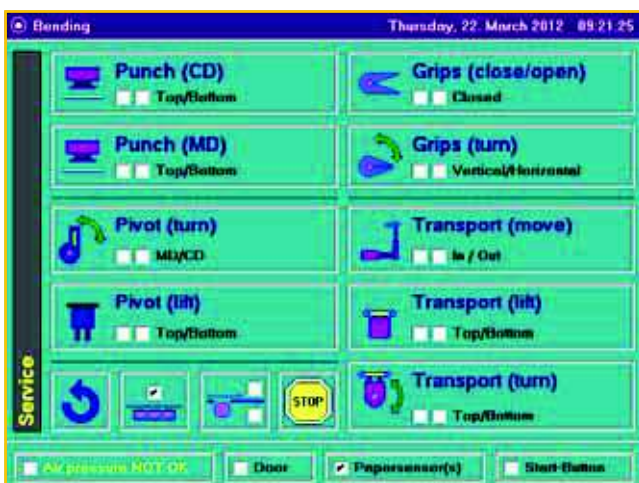 Bending
Thursday, 22. March 2012 09:21:25
Punch (CD)
Top/Bottom
Grips (close/open)
Closed
Punch (MD)
Top/Bottom
Grips (turn)
Vertical/Horizontal
Pivot (turn)
MD/CD
Transport (move)
In / Out
Pivot (lift)
Top/Bottom
Transport (lift)
Top/Bottom
STOP
Transport (turn)
Top/Bottom
Service
Air pressure NOT OK
Door
Papersensor(s)
Start-Button